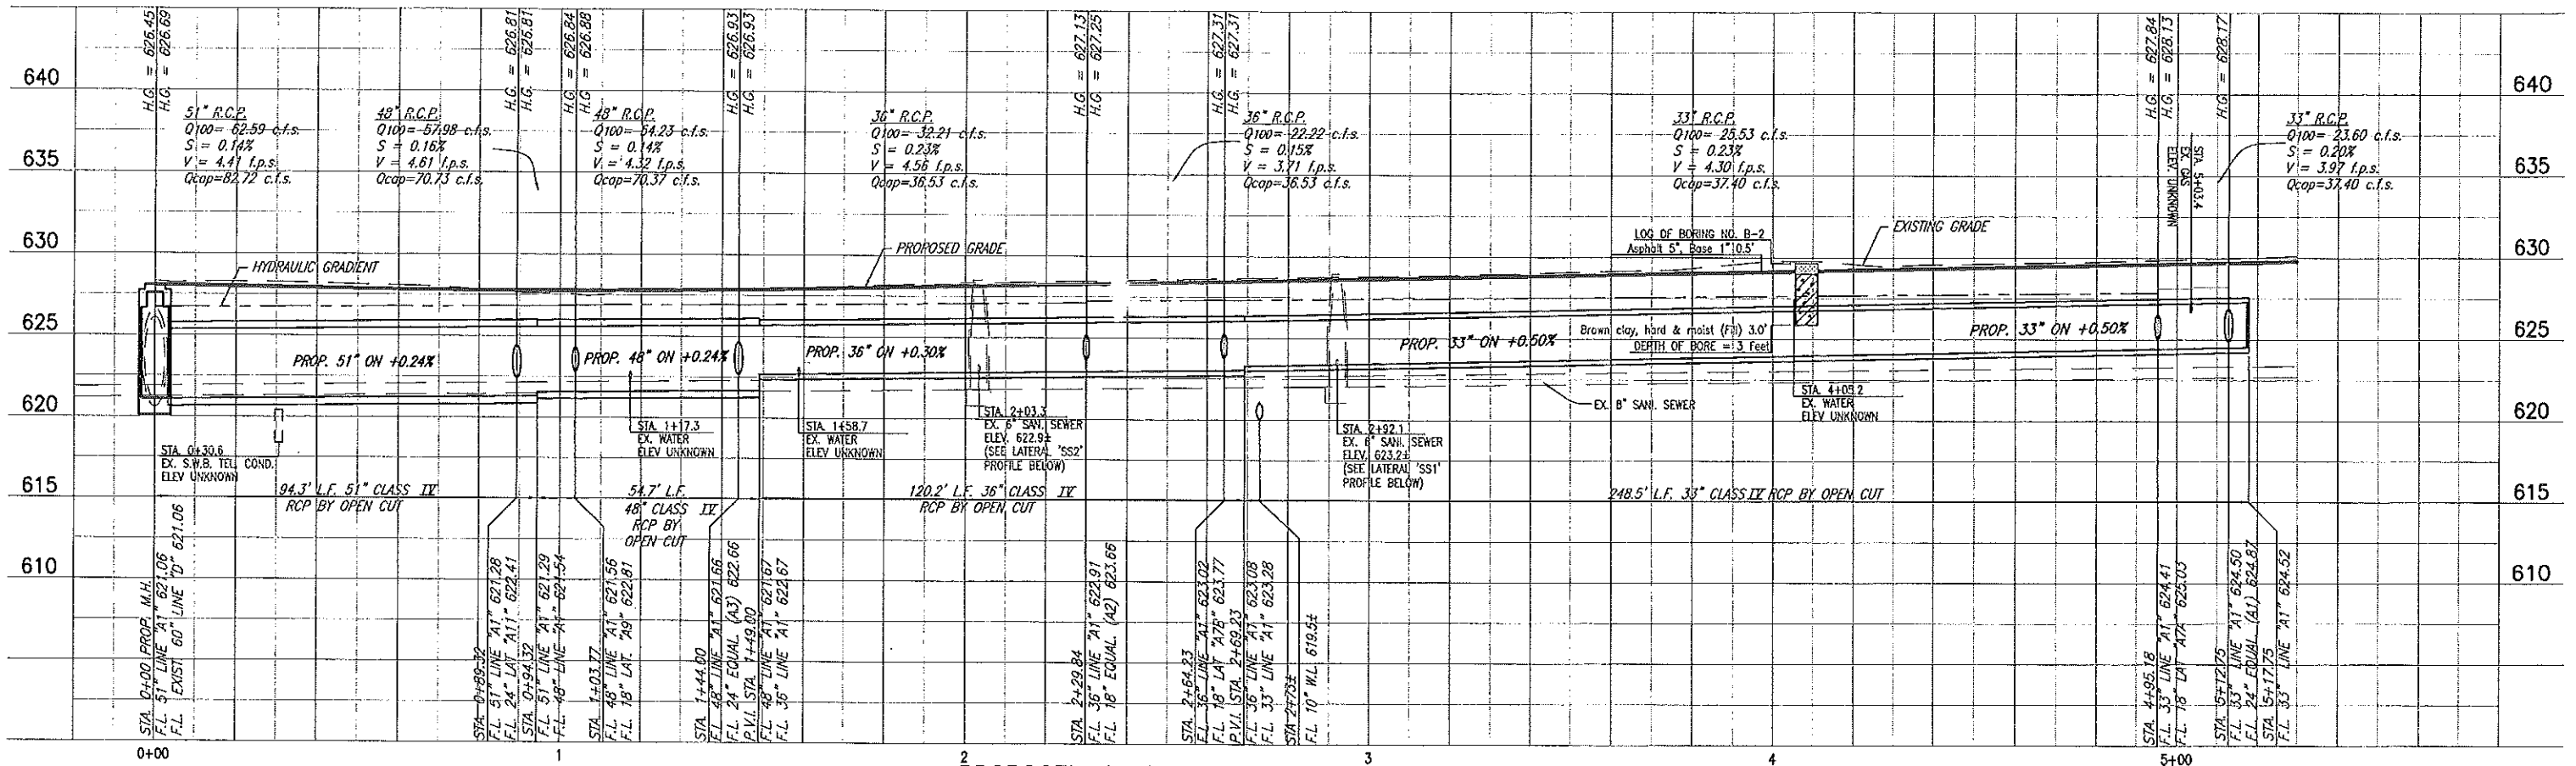 H.G. = 626.45
H.G. = 626.69
H.G. = 626.81
H.G. = 626.81
H.G. = 626.84
H.G. = 626.88
H.G. = 626.93
H.G. = 626.93
H.G. = 627.13
H.G. = 627.25
H.G. = 627.31
H.G. = 627.31
H.G. = 627.84
H.G. = 628.13
H.G. = 628.17
640
640
51" R.C.P.
Q100= 62.59 c.f.s.
S = 0.14%
V = 4.41 f.p.s.
Qcap=82.72 c.f.s.
48" R.C.P.
Q100= 57.98 c.f.s.
S = 0.16%
V = 4.61 f.p.s.
Qcap=70.73 c.f.s.
48" R.C.P.
Q100= 54.23 c.f.s.
S = 0.14%
V = 4.32 f.p.s.
Qcap=70.37 c.f.s.
36" R.C.P.
Q100= 32.21 c.f.s.
S = 0.23%
V = 4.56 f.p.s.
Qcap=36.53 c.f.s.
36" R.C.P.
Q100= 22.22 c.f.s.
S = 0.15%
V = 3.71 f.p.s.
Qcap=36.53 c.f.s.
33" R.C.P.
Q100= 25.53 c.f.s.
S = 0.23%
V = 4.30 f.p.s.
Qcap=37.40 c.f.s.
33" R.C.P.
Q100= 23.60 c.f.s.
S = 0.20%
V = 3.97 f.p.s.
Qcap=37.40 c.f.s.
STA. 5+03.4
EX. GAS
ELEV. UNKNOWN
635
635
630
630
HYDRAULIC GRADIENT
PROPOSED GRADE
LOG OF BORING NO. B-2
Asphalt 5", Base 1" 0.5'
EXISTING GRADE
625
625
PROP. 51" ON +0.24%
PROP. 48" ON +0.24%
PROP. 36" ON +0.30%
PROP. 33" ON +0.50%
Brown clay, hard & moist (Fill) 3.0'
DEPTH OF BORE = 3 Feet
PROP. 33" ON +0.50%
620
620
STA. 0+30.6
EX. S.W.B. TEL. COND.
ELEV UNKNOWN
STA. 1+17.3
EX. WATER
ELEV UNKNOWN
STA. 1+58.7
EX. WATER
ELEV UNKNOWN
STA. 2+03.3
EX. 6" SAN. SEWER
ELEV. 622.9±
(SEE LATERAL 'SS2'
PROFILE BELOW)
STA. 2+92.1
EX. 6" SANI. SEWER
ELEV. 623.2±
(SEE LATERAL 'SS1'
PROFILE BELOW)
EX. 8" SANI. SEWER
STA. 4+05.2
EX. WATER
ELEV UNKNOWN
615
615
94.3' L.F. 51" CLASS IV
RCP BY OPEN CUT
54.7' L.F.
48" CLASS IV
RCP BY
OPEN CUT
120.2' L.F. 36" CLASS IV
RCP BY OPEN CUT
248.5' L.F. 33" CLASS IV RCP BY OPEN CUT
610
610
STA. 0+00 PROP. M.H.
F.L. 51" LINE "A1" 621.06
F.L. EXIST. 60" LINE "D" 621.06
STA. 0+89.32
F.L. 51" LINE "A1" 621.28
F.L. 24" LAT "A11" 622.41
STA. 0+94.32
F.L. 51" LINE "A1" 621.29
F.L. 48" LINE "A1" 621.54
STA. 1+03.77
F.L. 48" LINE "A1" 621.56
F.L. 18" LAT. "A9" 622.81
STA. 1+44.00
F.L. 48" LINE "A1" 621.66
F.L. 24" EQUAL (A3) 622.66
P.V.I. STA. 1+49.00
F.L. 48" LINE "A1" 621.67
F.L. 36" LINE "A1" 622.67
STA. 2+29.84
F.L. 36" LINE "A1" 622.91
F.L. 18" EQUAL (A2) 623.66
STA. 2+64.23
F.L. 36" LINE "A1" 623.02
F.L. 18" LAT "A7B" 623.77
P.V.I. STA. 2+69.23
F.L. 36" LINE "A1" 623.08
F.L. 33" LINE "A1" 623.28
STA 2+73±
F.L. 10" W.L. 619.5±
STA. 4+95.18
F.L. 33" LINE "A1" 624.41
F.L. 18" LAT "A7A" 625.03
STA. 5+12.75
F.L. 33" LINE "A1" 624.50
F.L. 24" EQUAL (A1) 624.87
STA. 5+17.75
F.L. 33" LINE "A1" 624.52
0+00
1
2
3
4
5+00